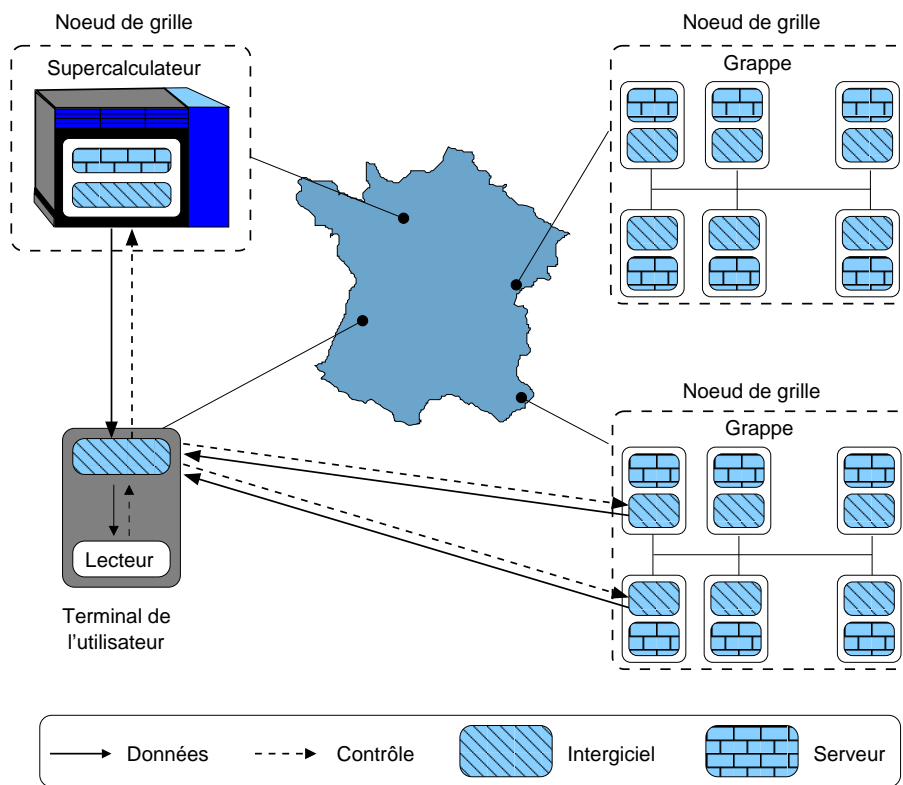 Noeud de grille
Supercalculateur
Noeud de grille
Grappe
Noeud de grille
Grappe
Lecteur
Terminal de
l'utilisateur
Données
Contrôle
Intergiciel
Serveur